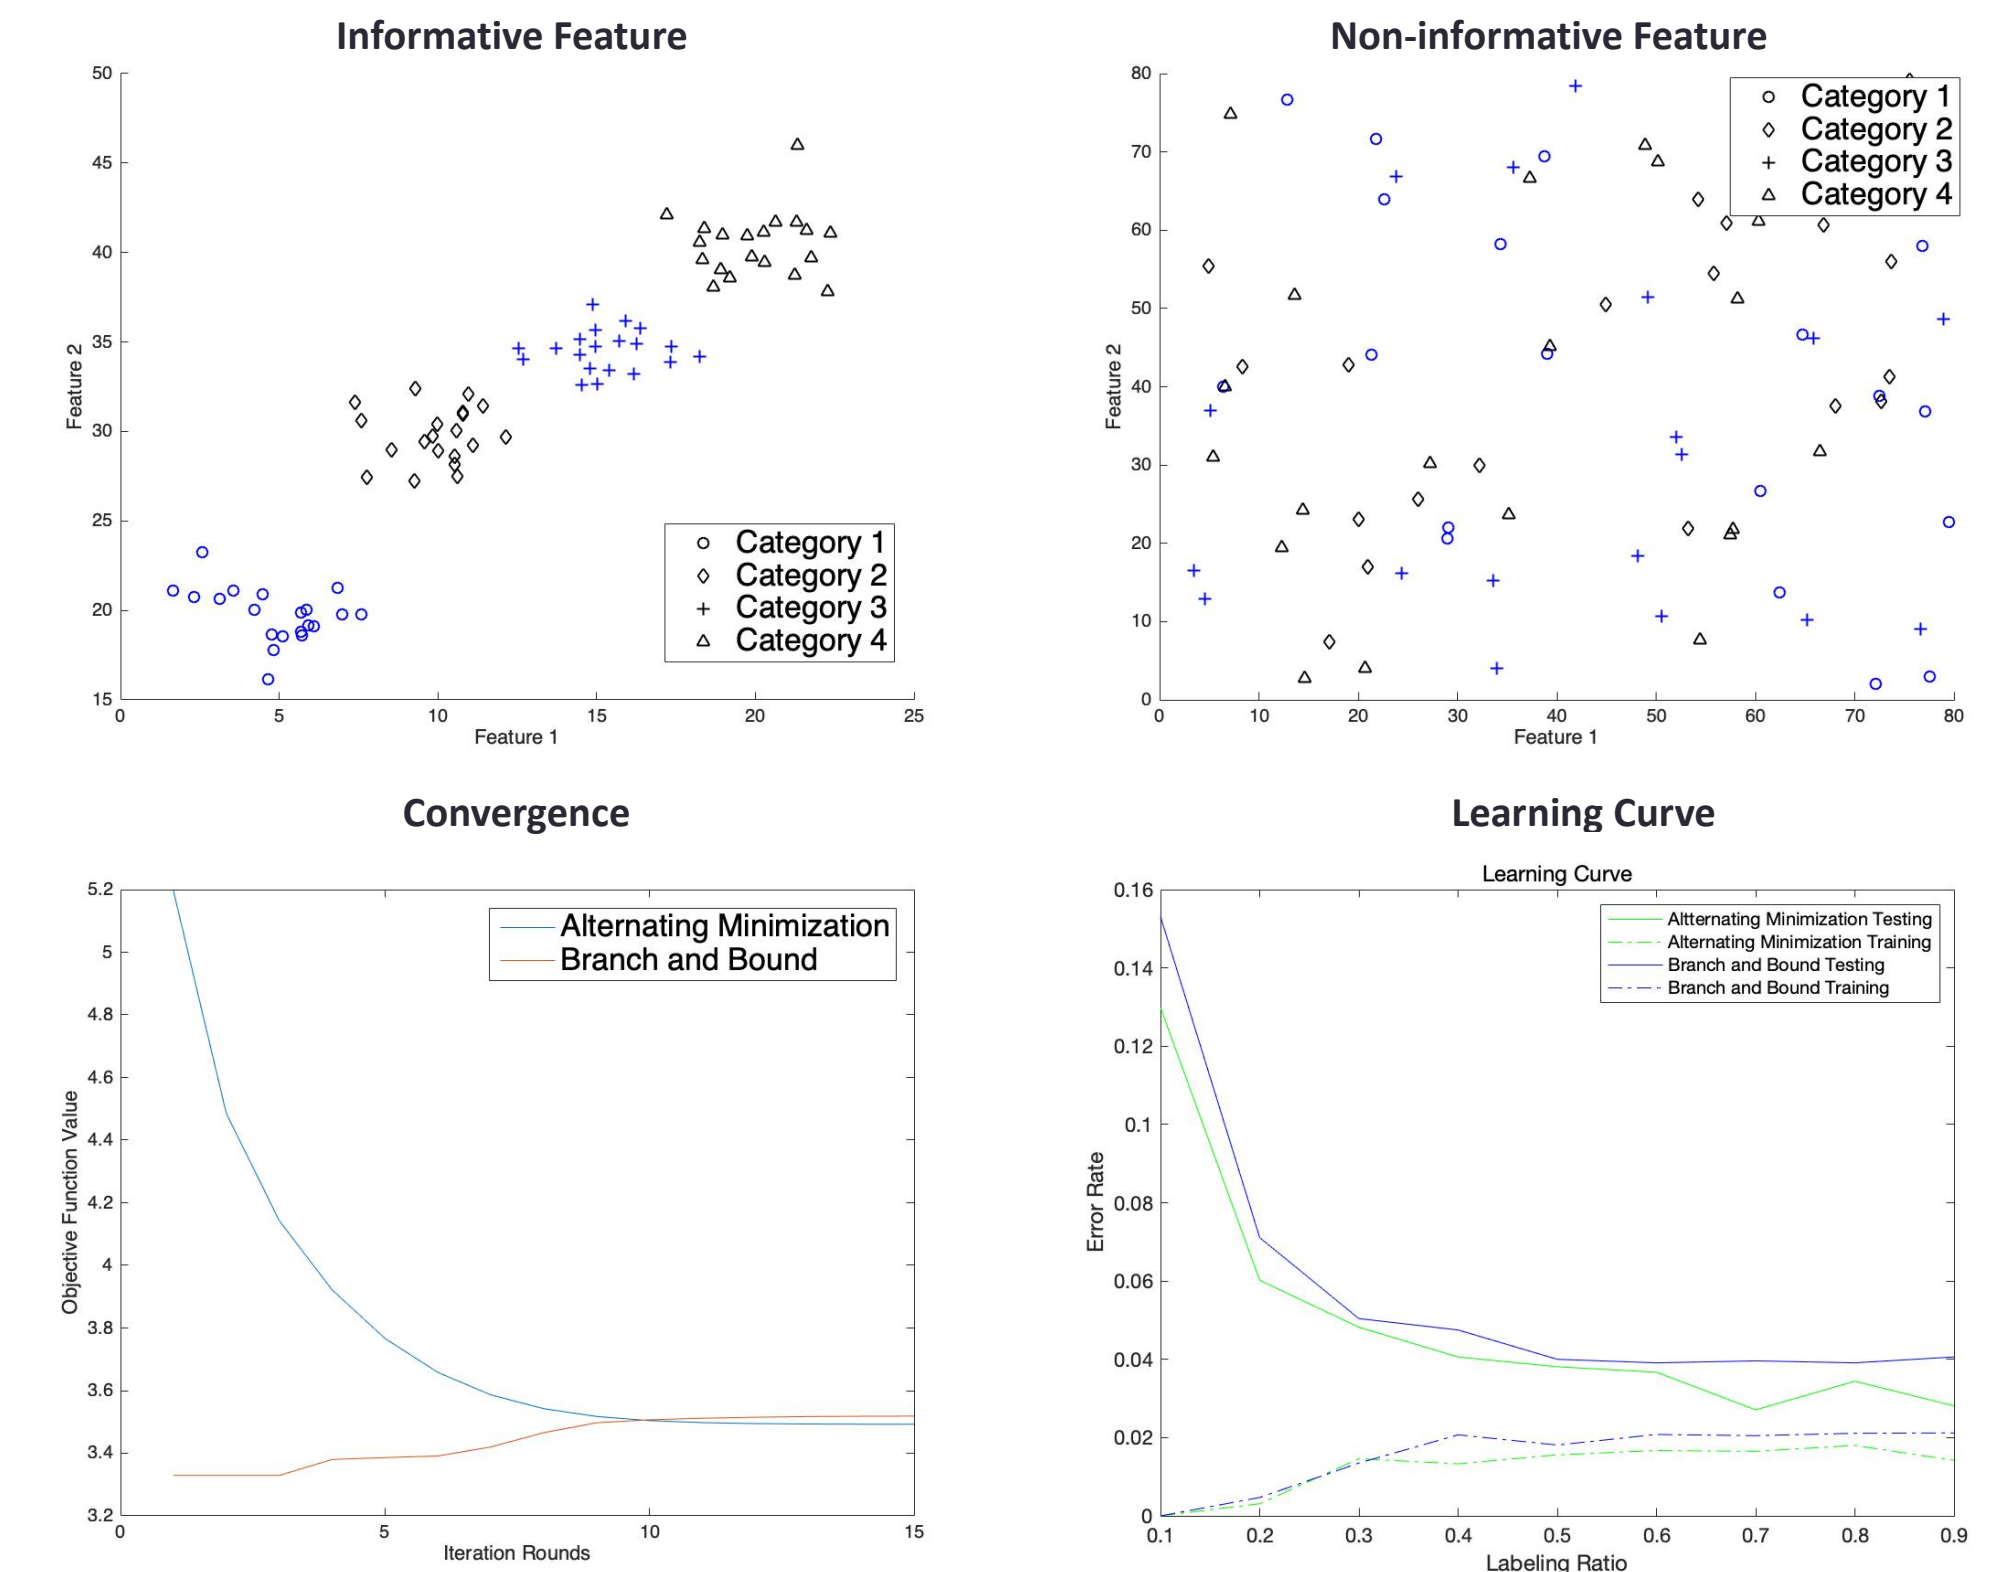 Informative Feature
50
45
40
35
30
25
20
15
0
5
10
15
20
25
Feature 2
Feature 1
Category 1
Category 2
Category 3
Category 4
Non-informative Feature
80
70
60
50
40
30
20
10
0
0
10
20
30
40
50
60
70
80
Feature 2
Feature 1
Category 1
Category 2
Category 3
Category 4
Convergence
5.2
5
4.8
4.6
4.4
4.2
4
3.8
3.6
3.4
3.2
0
5
10
15
Objective Function Value
Iteration Rounds
Alternating Minimization
Branch and Bound
Learning Curve
Learning Curve
0.16
0.14
0.12
0.1
0.08
0.06
0.04
0.02
0
0.1
0.2
0.3
0.4
0.5
0.6
0.7
0.8
0.9
Error Rate
Labeling Ratio
Altternating Minimization Testing
Alternating Minimization Training
Branch and Bound Testing
Branch and Bound Training